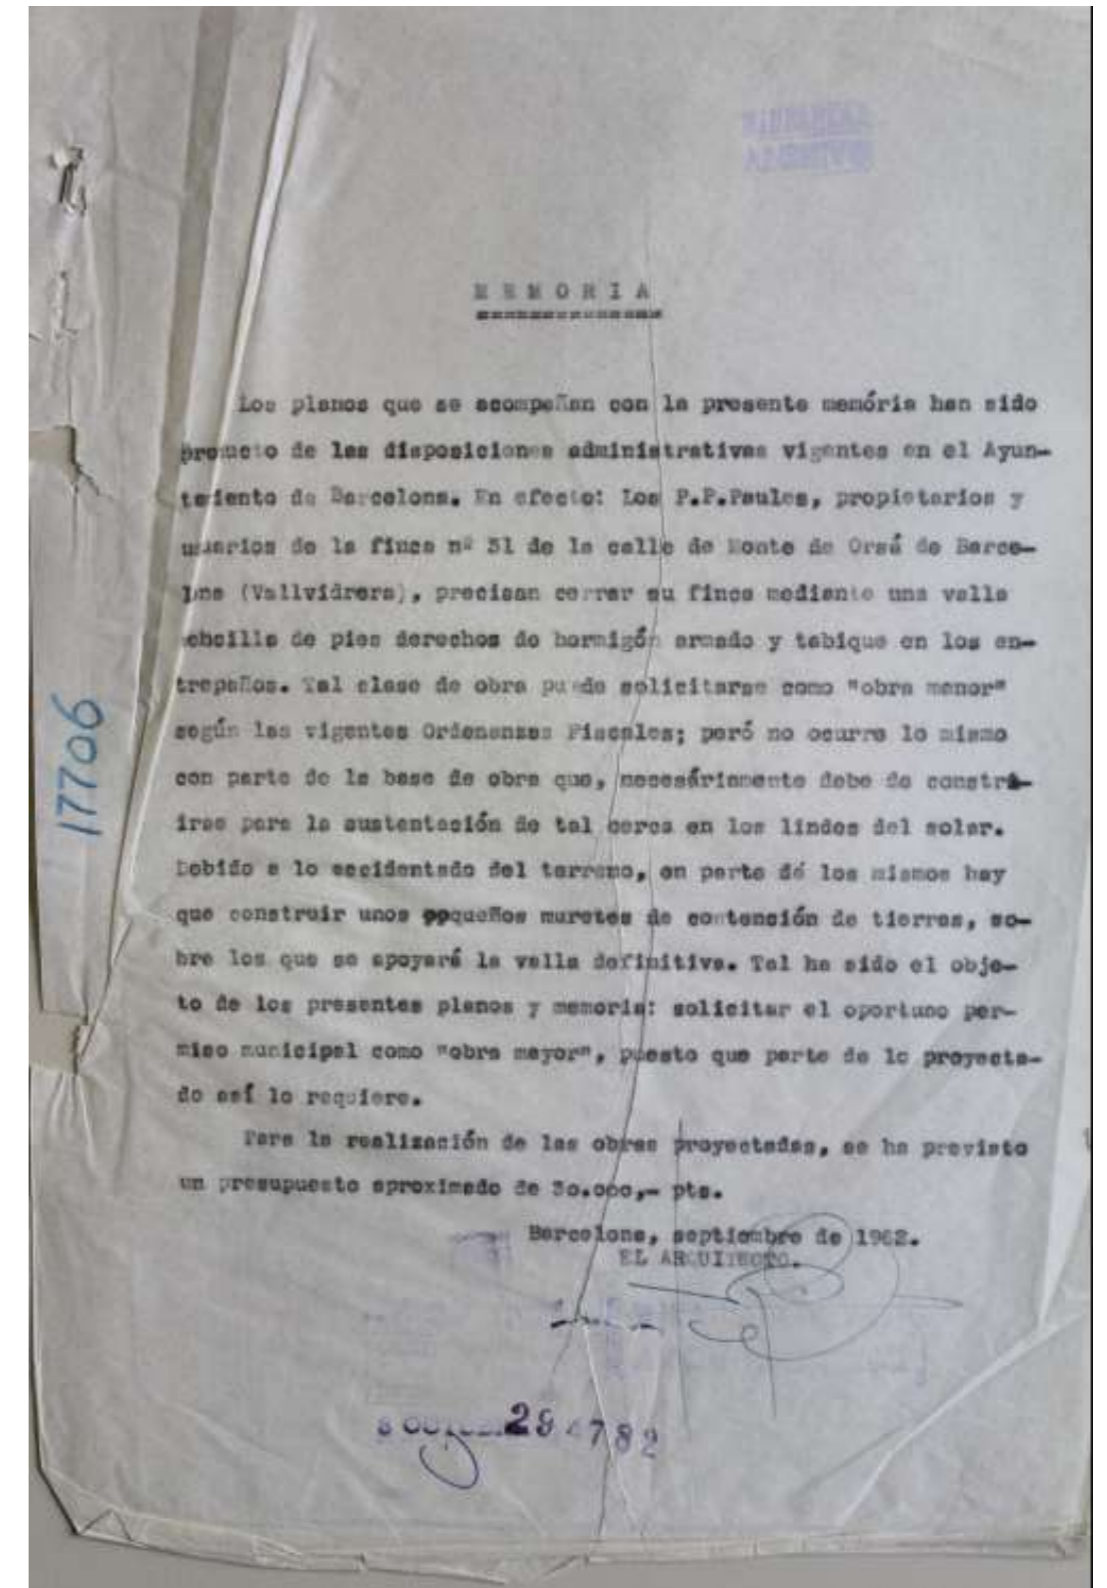 MEMORIA
Los planos que se acompañan con la presente memória han sido
producto de las disposiciones administrativas vigentes en el Ayun-
tamiento de Barcelona. En efecto: Los P.P.Paules, propietarios y
usuarios de la finca nº 31 de la calle de Monte de Orsá de Barce-
lona (Vallvidrera), precisan cerrar su finca mediante una valla
sencilla de pies derechos de hormigón armado y tabique en los en-
trepaños. Tal clase de obra puede solicitarse como "obra menor"
según las vigentes Ordenanzas Fiscales; peró no ocurre lo mismo
con parte de la base de obra que, necesáriamente debe de constru-
irse para la sustentación de tal cerca en los lindes del solar.
Debido a lo accidentado del terreno, en parte de los mismos hay
que construir unos pequeños muretes de contención de tierras, so-
bre los que se apoyará la valla definitiva. Tal ha sido el obje-
to de los presentes planos y memoria: solicitar el oportuno per-
miso municipal como "obra mayor", puesto que parte de lo proyecta-
do así lo requiere.
Para la realización de las obras proyectadas, se ha previsto
un presupuesto aproximado de 30.000,- pts.
Barcelona, septiembre de 1962.
EL ARQUITECTO.
17706